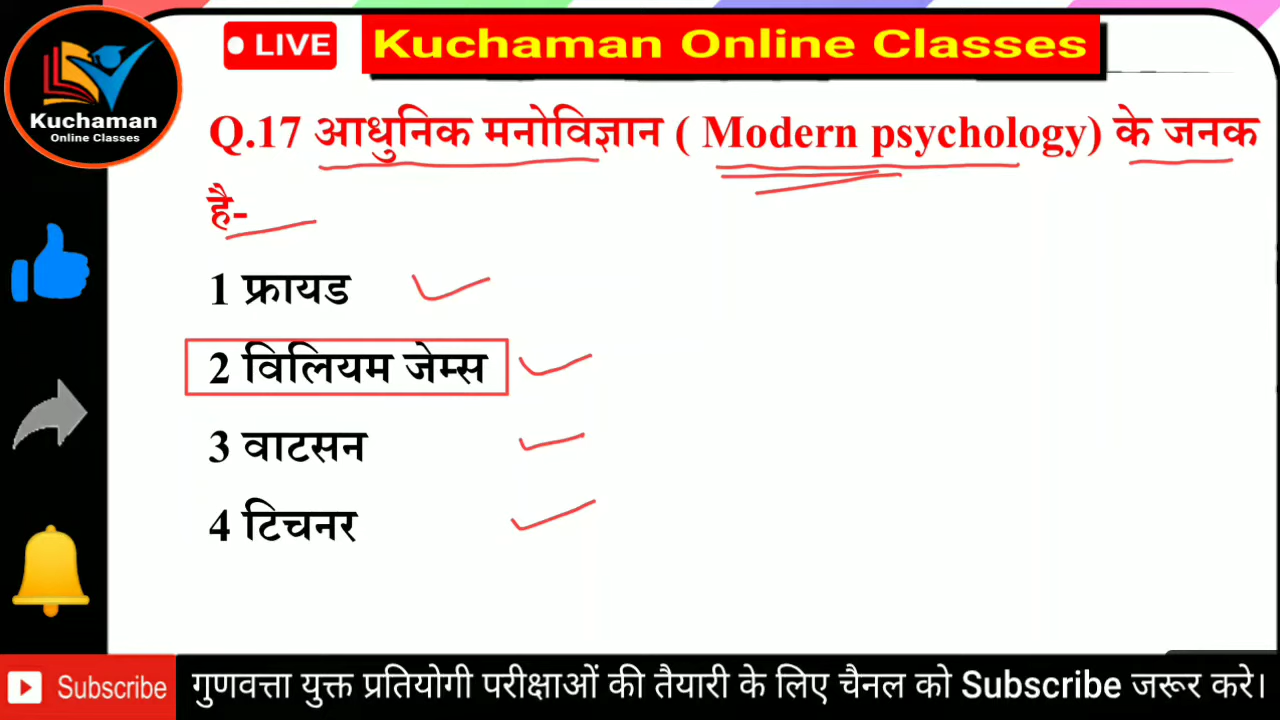 LIVE
Kuchaman Online Classes
Kuchaman
Online Classes
Q.17 आधुनिक मनोविज्ञान ( Modern psychology) के जनक
है-
1 फ्रायड
2 विलियम जेम्स
3 वाटसन
4 टिचनर
Subscribe
गुणवत्ता युक्त प्रतियोगी परीक्षाओं की तैयारी के लिए चैनल को Subscribe जरूर करे।